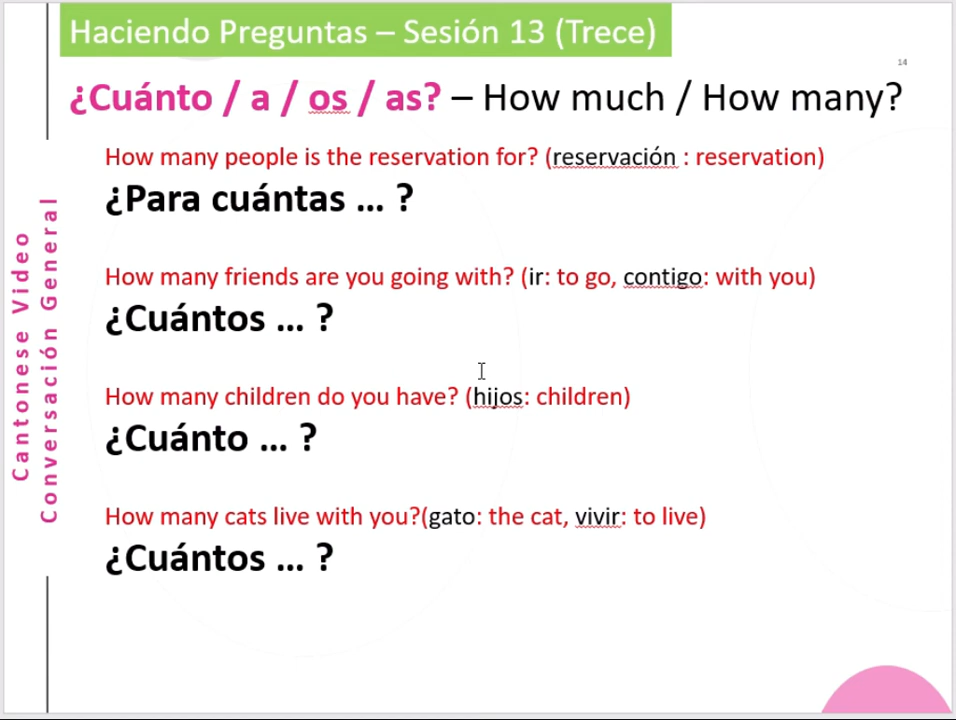 Haciendo Preguntas – Sesión 13 (Trece)
14
¿Cuánto / a / os / as? – How much / How many?
How many people is the reservation for? (reservación : reservation)
¿Para cuántas ... ?
How many friends are you going with? (ir: to go, contigo: with you)
¿Cuántos ... ?
How many children do you have? (hijos: children)
¿Cuánto ... ?
How many cats live with you?(gato: the cat, vivir: to live)
¿Cuántos ... ?
Cantonese Video
Conversación General